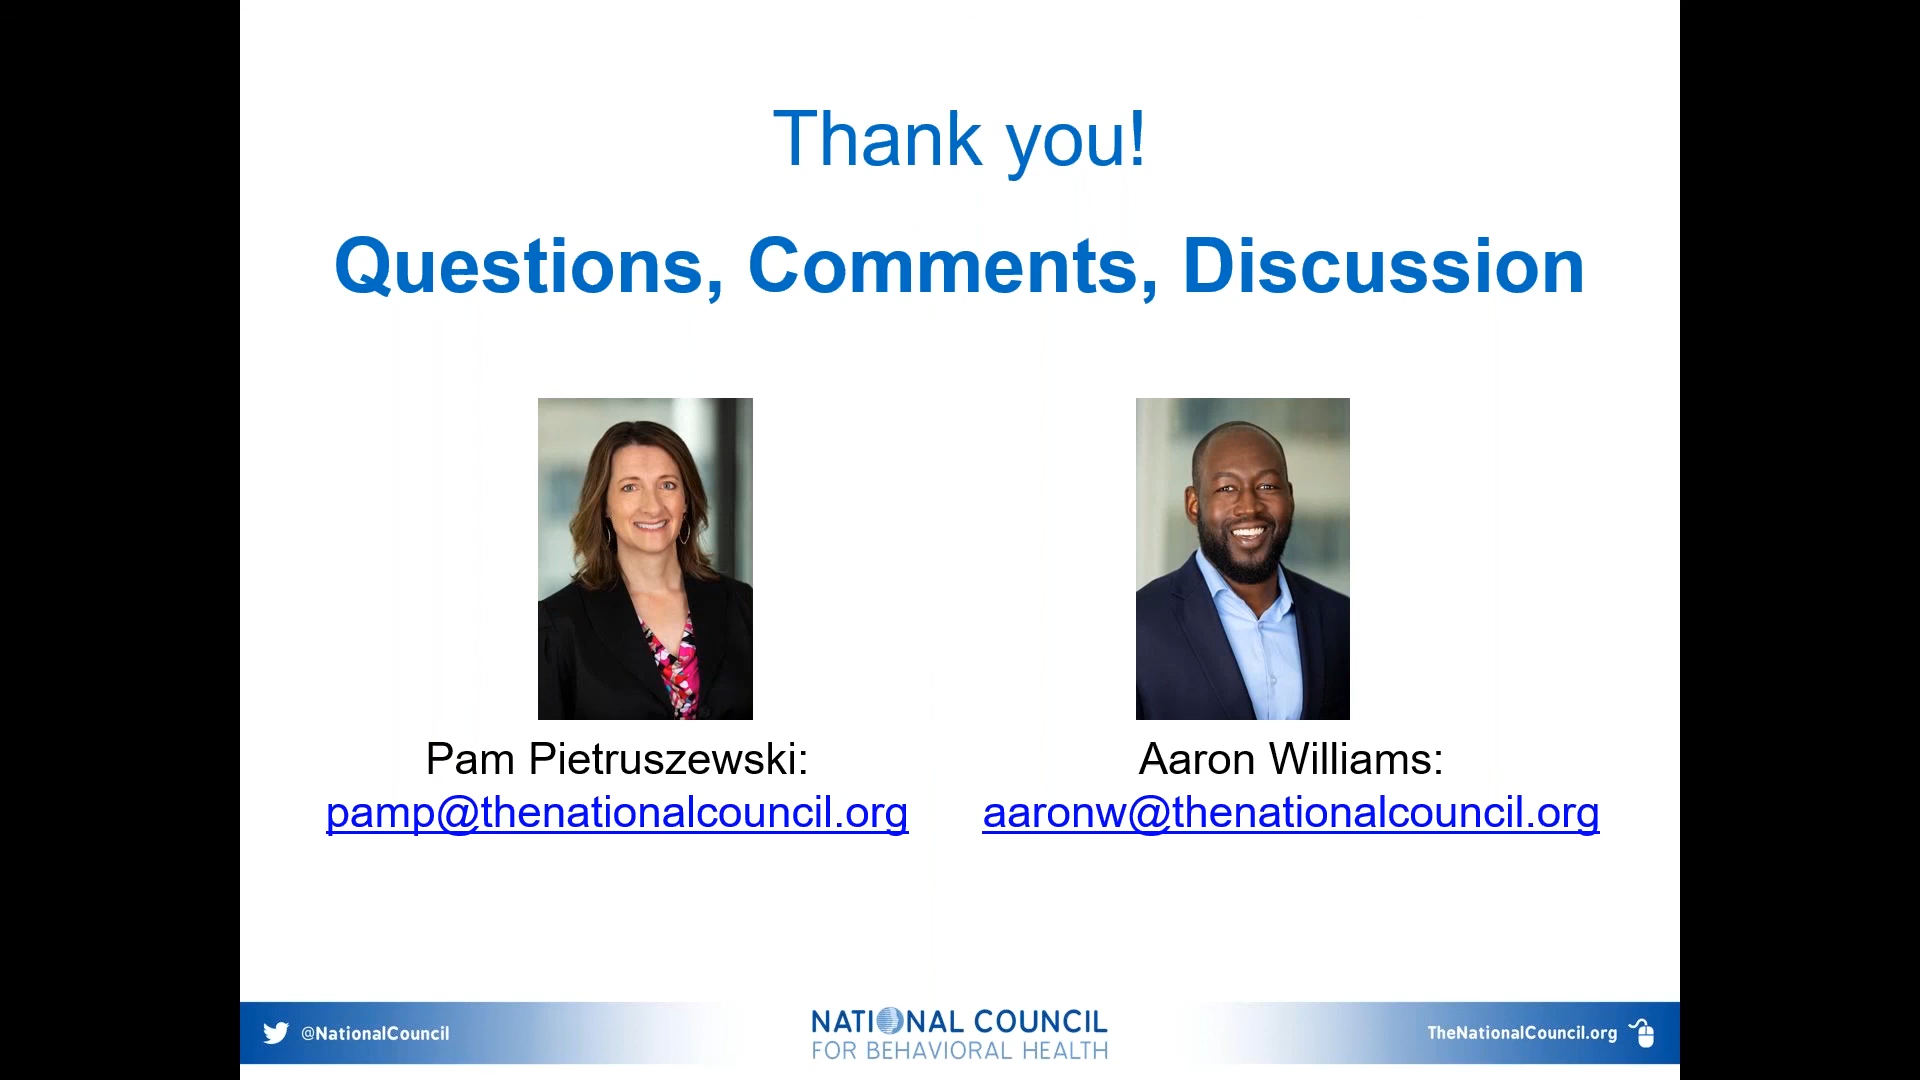 Thank you!
Questions, Comments, Discussion
Pam Pietruszewski:
pamp@thenationalcouncil.org
Aaron Williams:
aaronw@thenationalcouncil.org
@NationalCouncil
NATIONAL COUNCIL
FOR BEHAVIORAL HEALTH
TheNationalCouncil.org